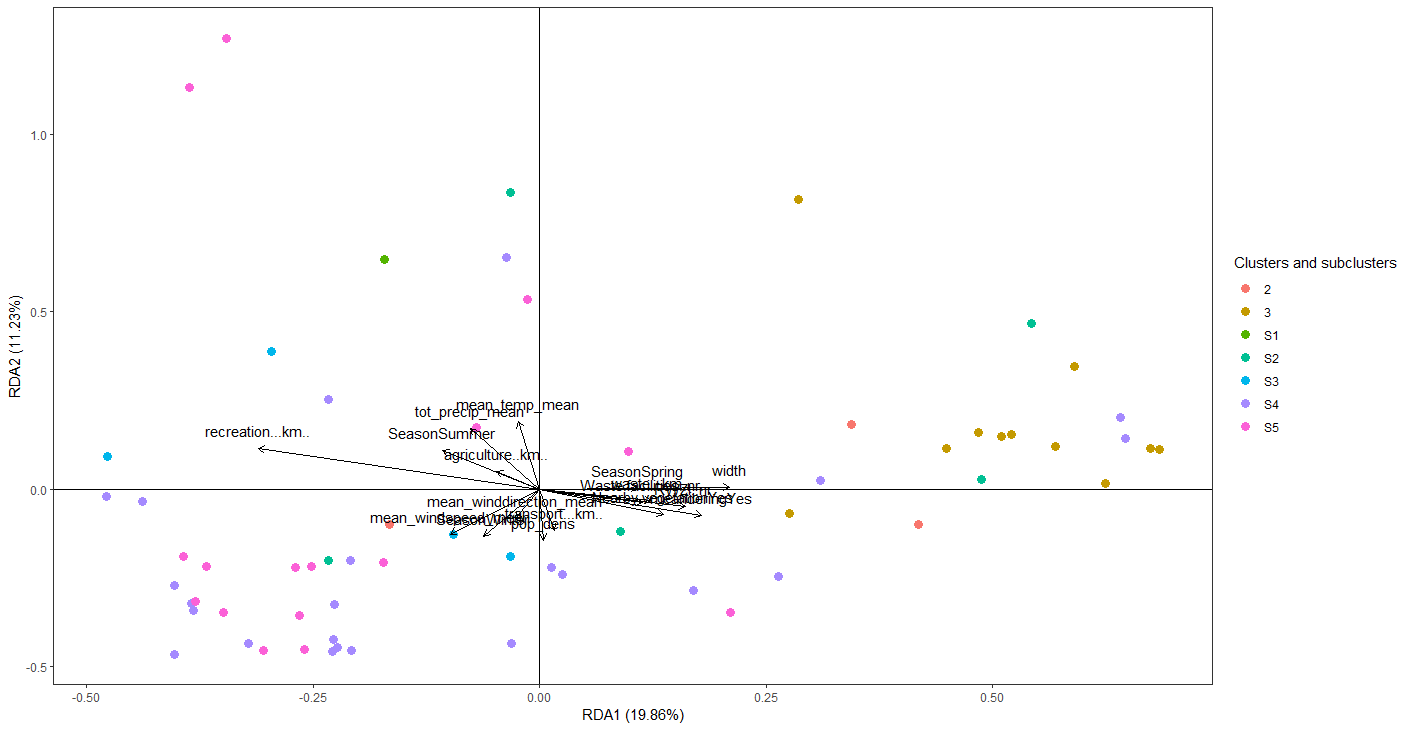 1.0
0.5
0.0
-0.5
RDA2 (11.23%)
mean_temp_mean
tot_precip_mean
recreation...km..
SeasonSummer
agriculture..km..
SeasonSpring
width
mean_winddirection_mean
transport...km..
pop_dens
-0.50
-0.25
0.00
0.25
0.50
RDA1 (19.86%)
Clusters and subclusters
2
3
S1
S2
S3
S4
S5